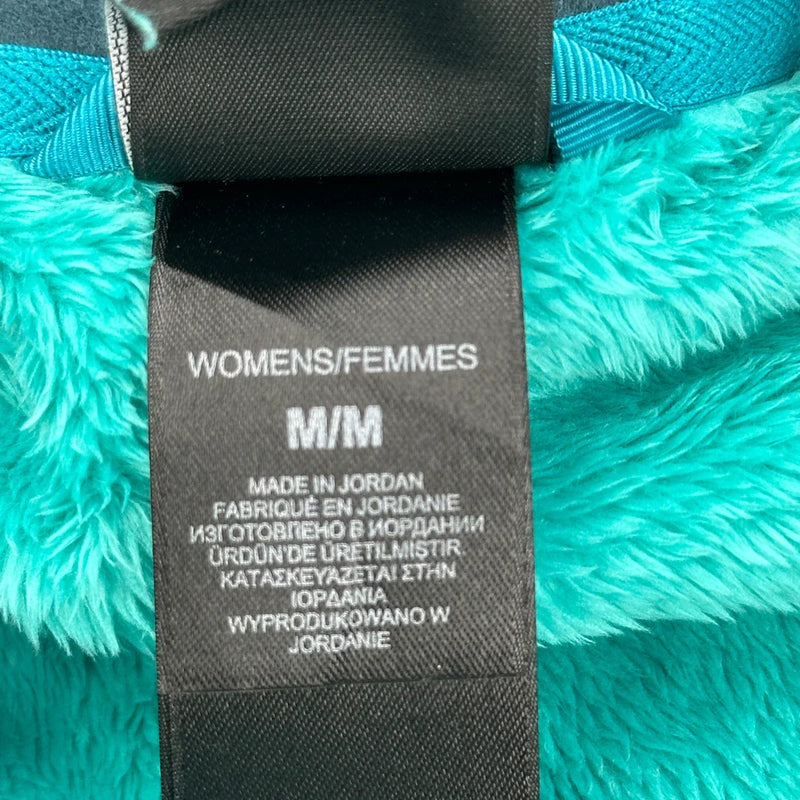 WOMENS/FEMMES
M/M
MADE IN JORDAN
FABRIQUÉ EN JORDANIE
ИЗГОТОВЛЕНО В ИОРДАНИИ
ÜRDÜN'DE ÜRETILMIŞTIR.
ΚΑΤΑΣΚΕΥΑΖΕΤΑΙ ΣΤΗΝ
ΙΟΡΔΑΝΙΑ
WYPRODUKOWANO W
JORDANIE